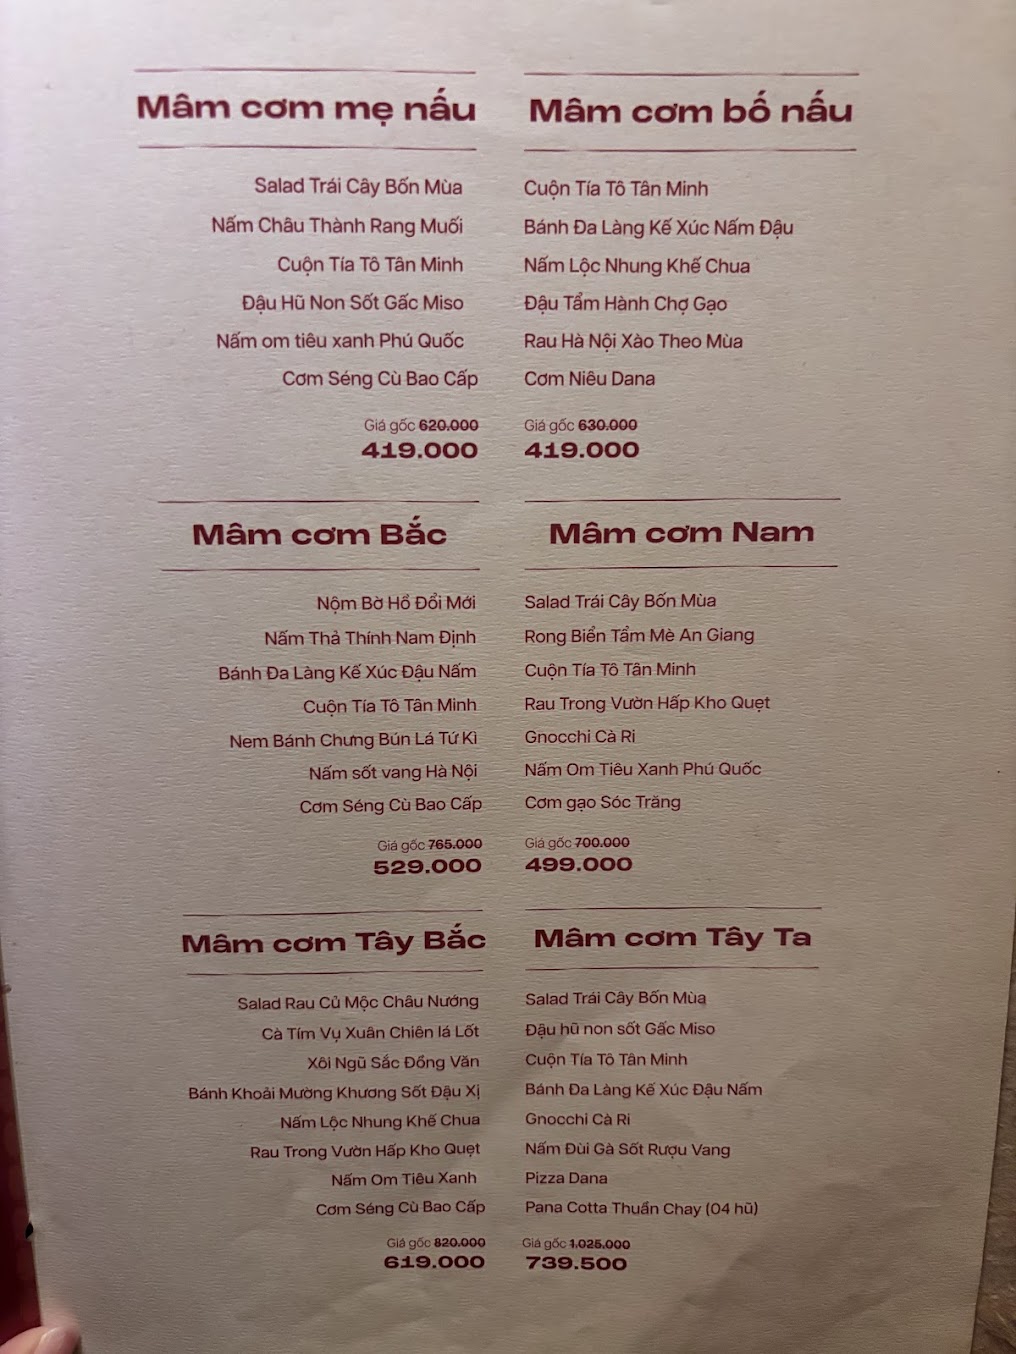 Mâm cơm mẹ nấu
Salad Trái Cây Bốn Mùa
Nấm Châu Thành Rang Muối
Cuộn Tía Tô Tân Minh
Đậu Hũ Non Sốt Gấc Miso
Nấm om tiêu xanh Phú Quốc
Cơm Séng Cù Bao Cấp
Giá gốc 620.000
419.000
Mâm cơm bố nấu
Cuộn Tía Tô Tân Minh
Bánh Đa Làng Kế Xúc Nấm Đậu
Nấm Lộc Nhung Khế Chua
Đậu Tẩm Hành Chợ Gạo
Rau Hà Nội Xào Theo Mùa
Cơm Niêu Dana
Giá gốc 630.000
419.000
Mâm cơm Bắc
Nộm Bờ Hồ Đổi Mới
Nấm Thả Thính Nam Định
Bánh Đa Làng Kế Xúc Đậu Nấm
Cuộn Tía Tô Tân Minh
Nem Bánh Chưng Bún Lá Tứ Kì
Nấm sốt vang Hà Nội
Cơm Séng Cù Bao Cấp
Giá gốc 765.000
529.000
Mâm cơm Nam
Salad Trái Cây Bốn Mùa
Rong Biển Tẩm Mè An Giang
Cuộn Tía Tô Tân Minh
Rau Trong Vườn Hấp Kho Quẹt
Gnocchi Cà Ri
Nấm Om Tiêu Xanh Phú Quốc
Cơm gạo Sóc Trăng
Giá gốc 700.000
499.000
Mâm cơm Tây Bắc
Salad Rau Củ Mộc Châu Nướng
Cà Tím Vụ Xuân Chiên lá Lốt
Xôi Ngũ Sắc Đồng Văn
Bánh Khoải Mường Khương Sốt Đậu Xị
Nấm Lộc Nhung Khế Chua
Rau Trong Vườn Hấp Kho Quẹt
Nấm Om Tiêu Xanh
Cơm Séng Cù Bao Cấp
Giá gốc 820.000
619.000
Mâm cơm Tây Ta
Salad Trái Cây Bốn Mùa
Đậu hũ non sốt Gấc Miso
Cuộn Tía Tô Tân Minh
Bánh Đa Làng Kế Xúc Đậu Nấm
Gnocchi Cà Ri
Nấm Đùi Gà Sốt Rượu Vang
Pizza Dana
Pana Cotta Thuần Chay (04 hũ)
Giá gốc 1.025.000
739.500